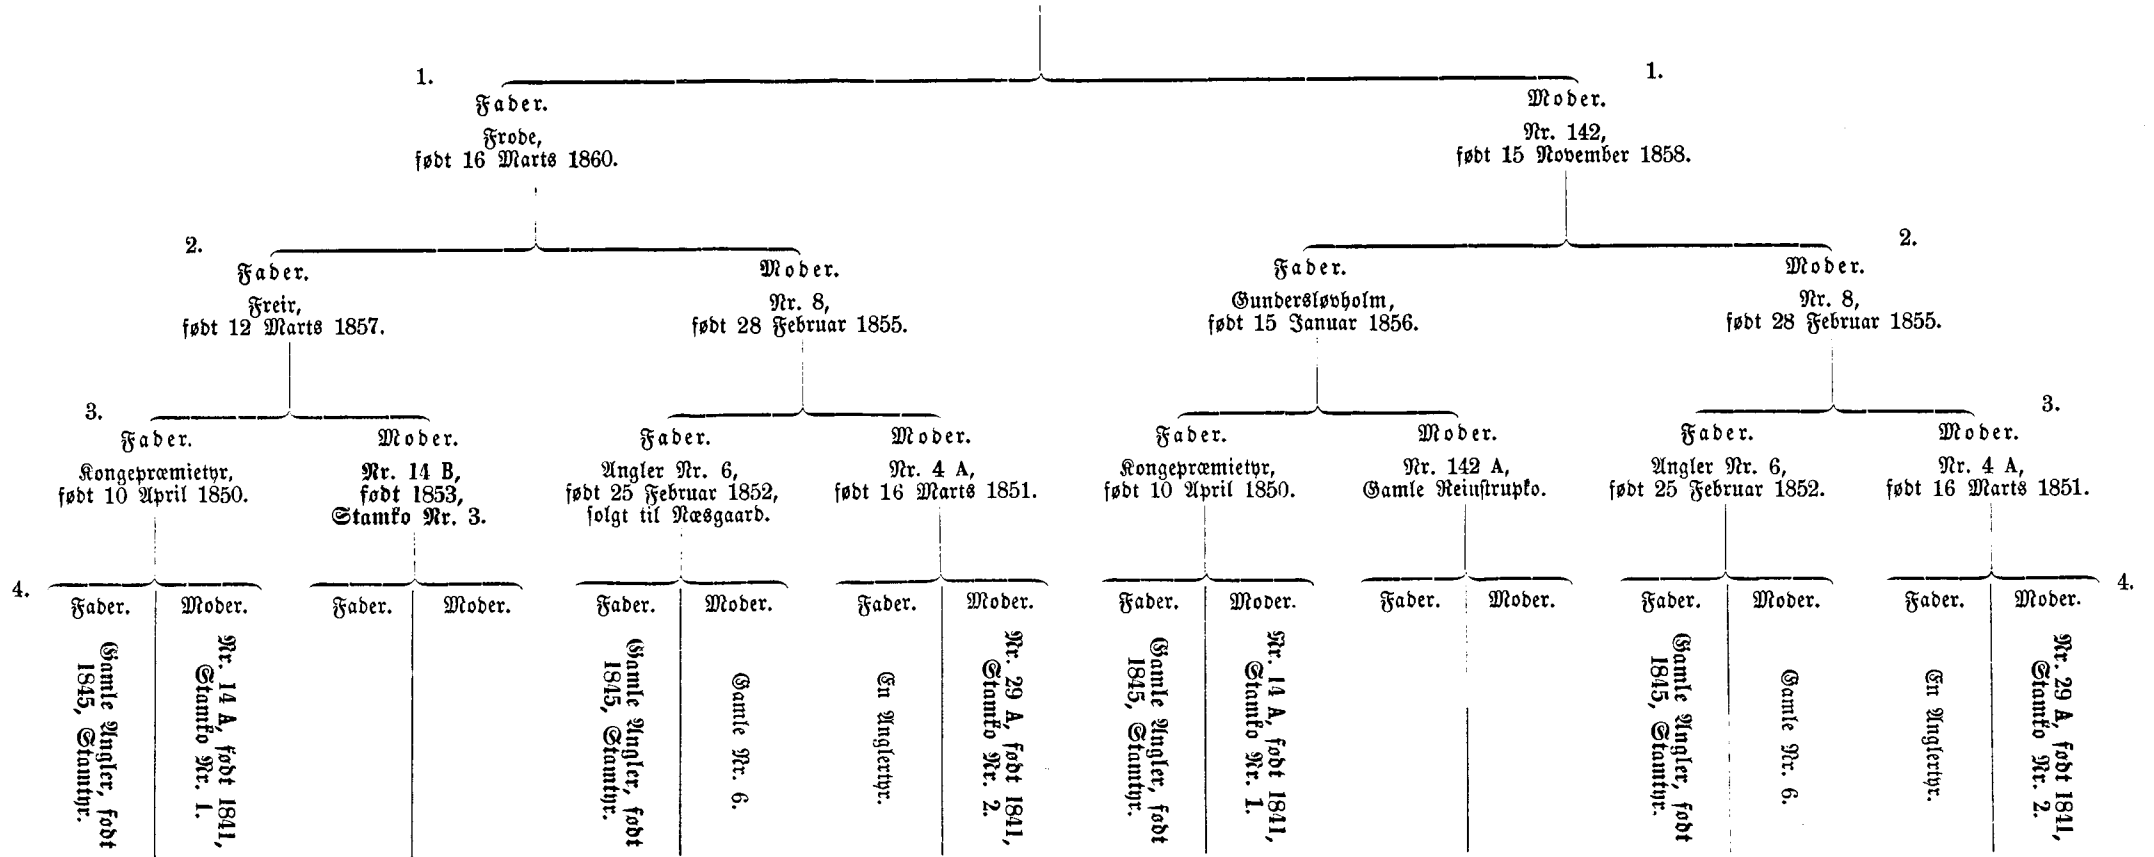 1.
1.
Fader.
Moder.
Frode,
født 16 Marts 1860.
Nr. 142,
født 15 November 1858.
2.
2.
Fader.
Moder.
Fader.
Moder.
Freir,
født 12 Marts 1857.
Nr. 8,
født 28 Februar 1855.
Gundersløvholm,
født 15 Januar 1856.
Nr. 8,
født 28 Februar 1855.
3.
3.
Fader.
Moder.
Fader.
Moder.
Fader.
Moder.
Fader.
Moder.
Kongepræmietyr,
født 10 April 1850.
Nr. 14 B,
født 1853,
Stamko Nr. 3.
Angler Nr. 6,
født 25 Februar 1852,
solgt til Næsgaard.
Nr. 4 A,
født 16 Marts 1851.
Kongepræmietyr,
født 10 April 1850.
Nr. 142 A,
Gamle Reinstrupko.
Angler Nr. 6,
født 25 Februar 1852.
Nr. 4 A,
født 16 Marts 1851.
4.
4.
Fader.
Moder.
Fader.
Moder.
Fader.
Moder.
Fader.
Moder.
Fader.
Moder.
Fader.
Moder.
Fader.
Moder.
Fader.
Moder.
Gamle Angler, født
1845, Stamtyr.
Nr. 14 A, født 1841,
Stamko Nr. 1.
Gamle Angler, født
1845, Stamtyr.
Gamle Nr. 6.
En Anglertyr.
Nr. 29 A, født 1841,
Stamko Nr. 2.
Gamle Angler, født
1845, Stamtyr.
Nr. 14 A, født 1841,
Stamko Nr. 1.
Gamle Angler, født
1845, Stamtyr.
Gamle Nr. 6.
En Anglertyr.
Nr. 29 A, født 1841,
Stamko Nr. 2.